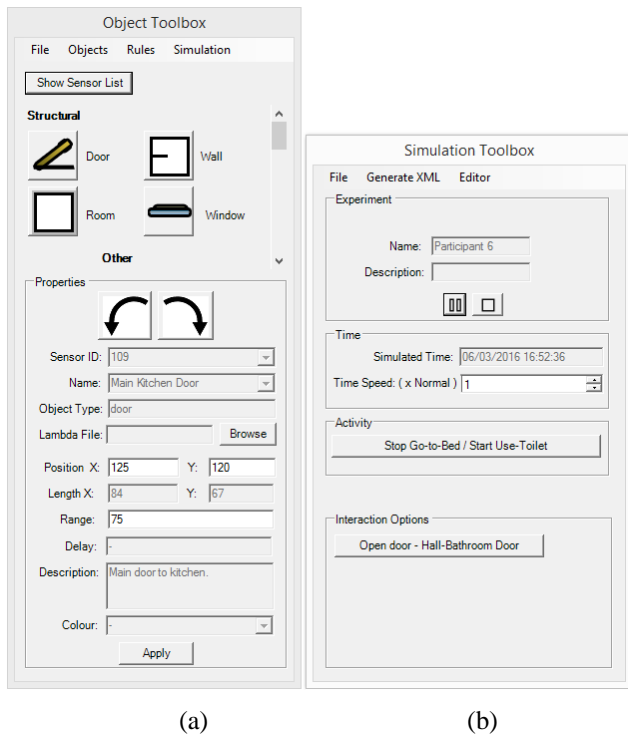 Object Toolbox
File Objects Rules Simulation
Show Sensor List
Structural
Door Wall
Room Window
Other
Properties
Sensor ID: 109
Name: Main Kitchen Door
Object Type: door
Lambda File: Browse
Position X: 125 Y: 120
Length X: 84 Y: 67
Range: 75
Delay: -
Description: Main door to kitchen.
Colour: -
Apply
(a)
Simulation Toolbox
File Generate XML Editor
Experiment
Name: Participant 6
Description:
Time
Simulated Time: 06/03/2016 16:52:36
Time Speed: ( x Normal ) 1
Activity
Stop Go-to-Bed / Start Use-Toilet
Interaction Options
Open door - Hall-Bathroom Door
(b)